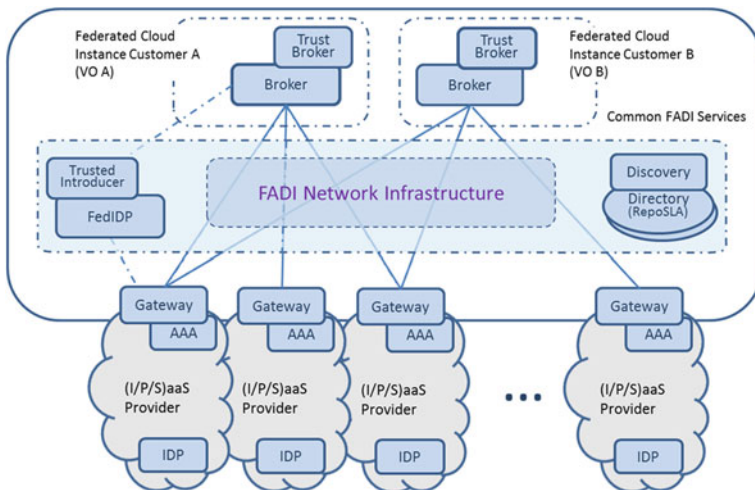 Federated Cloud
Instance Customer A
(VO A)
Trust
Broker
Broker
Trust
Broker
Broker
Federated Cloud
Instance Customer B
(VO B)
Common FADI Services
Trusted
Introducer
FedIDP
FADI Network Infrastructure
Discovery
Directory
(RepoSLA)
Gateway
AAA
Gateway
AAA
Gateway
AAA
Gateway
AAA
(I/P/S)aaS
Provider
(I/P/S)aaS
Provider
(I/P/S)aaS
Provider
...
(I/P/S)aaS
Provider
IDP
IDP
IDP
IDP